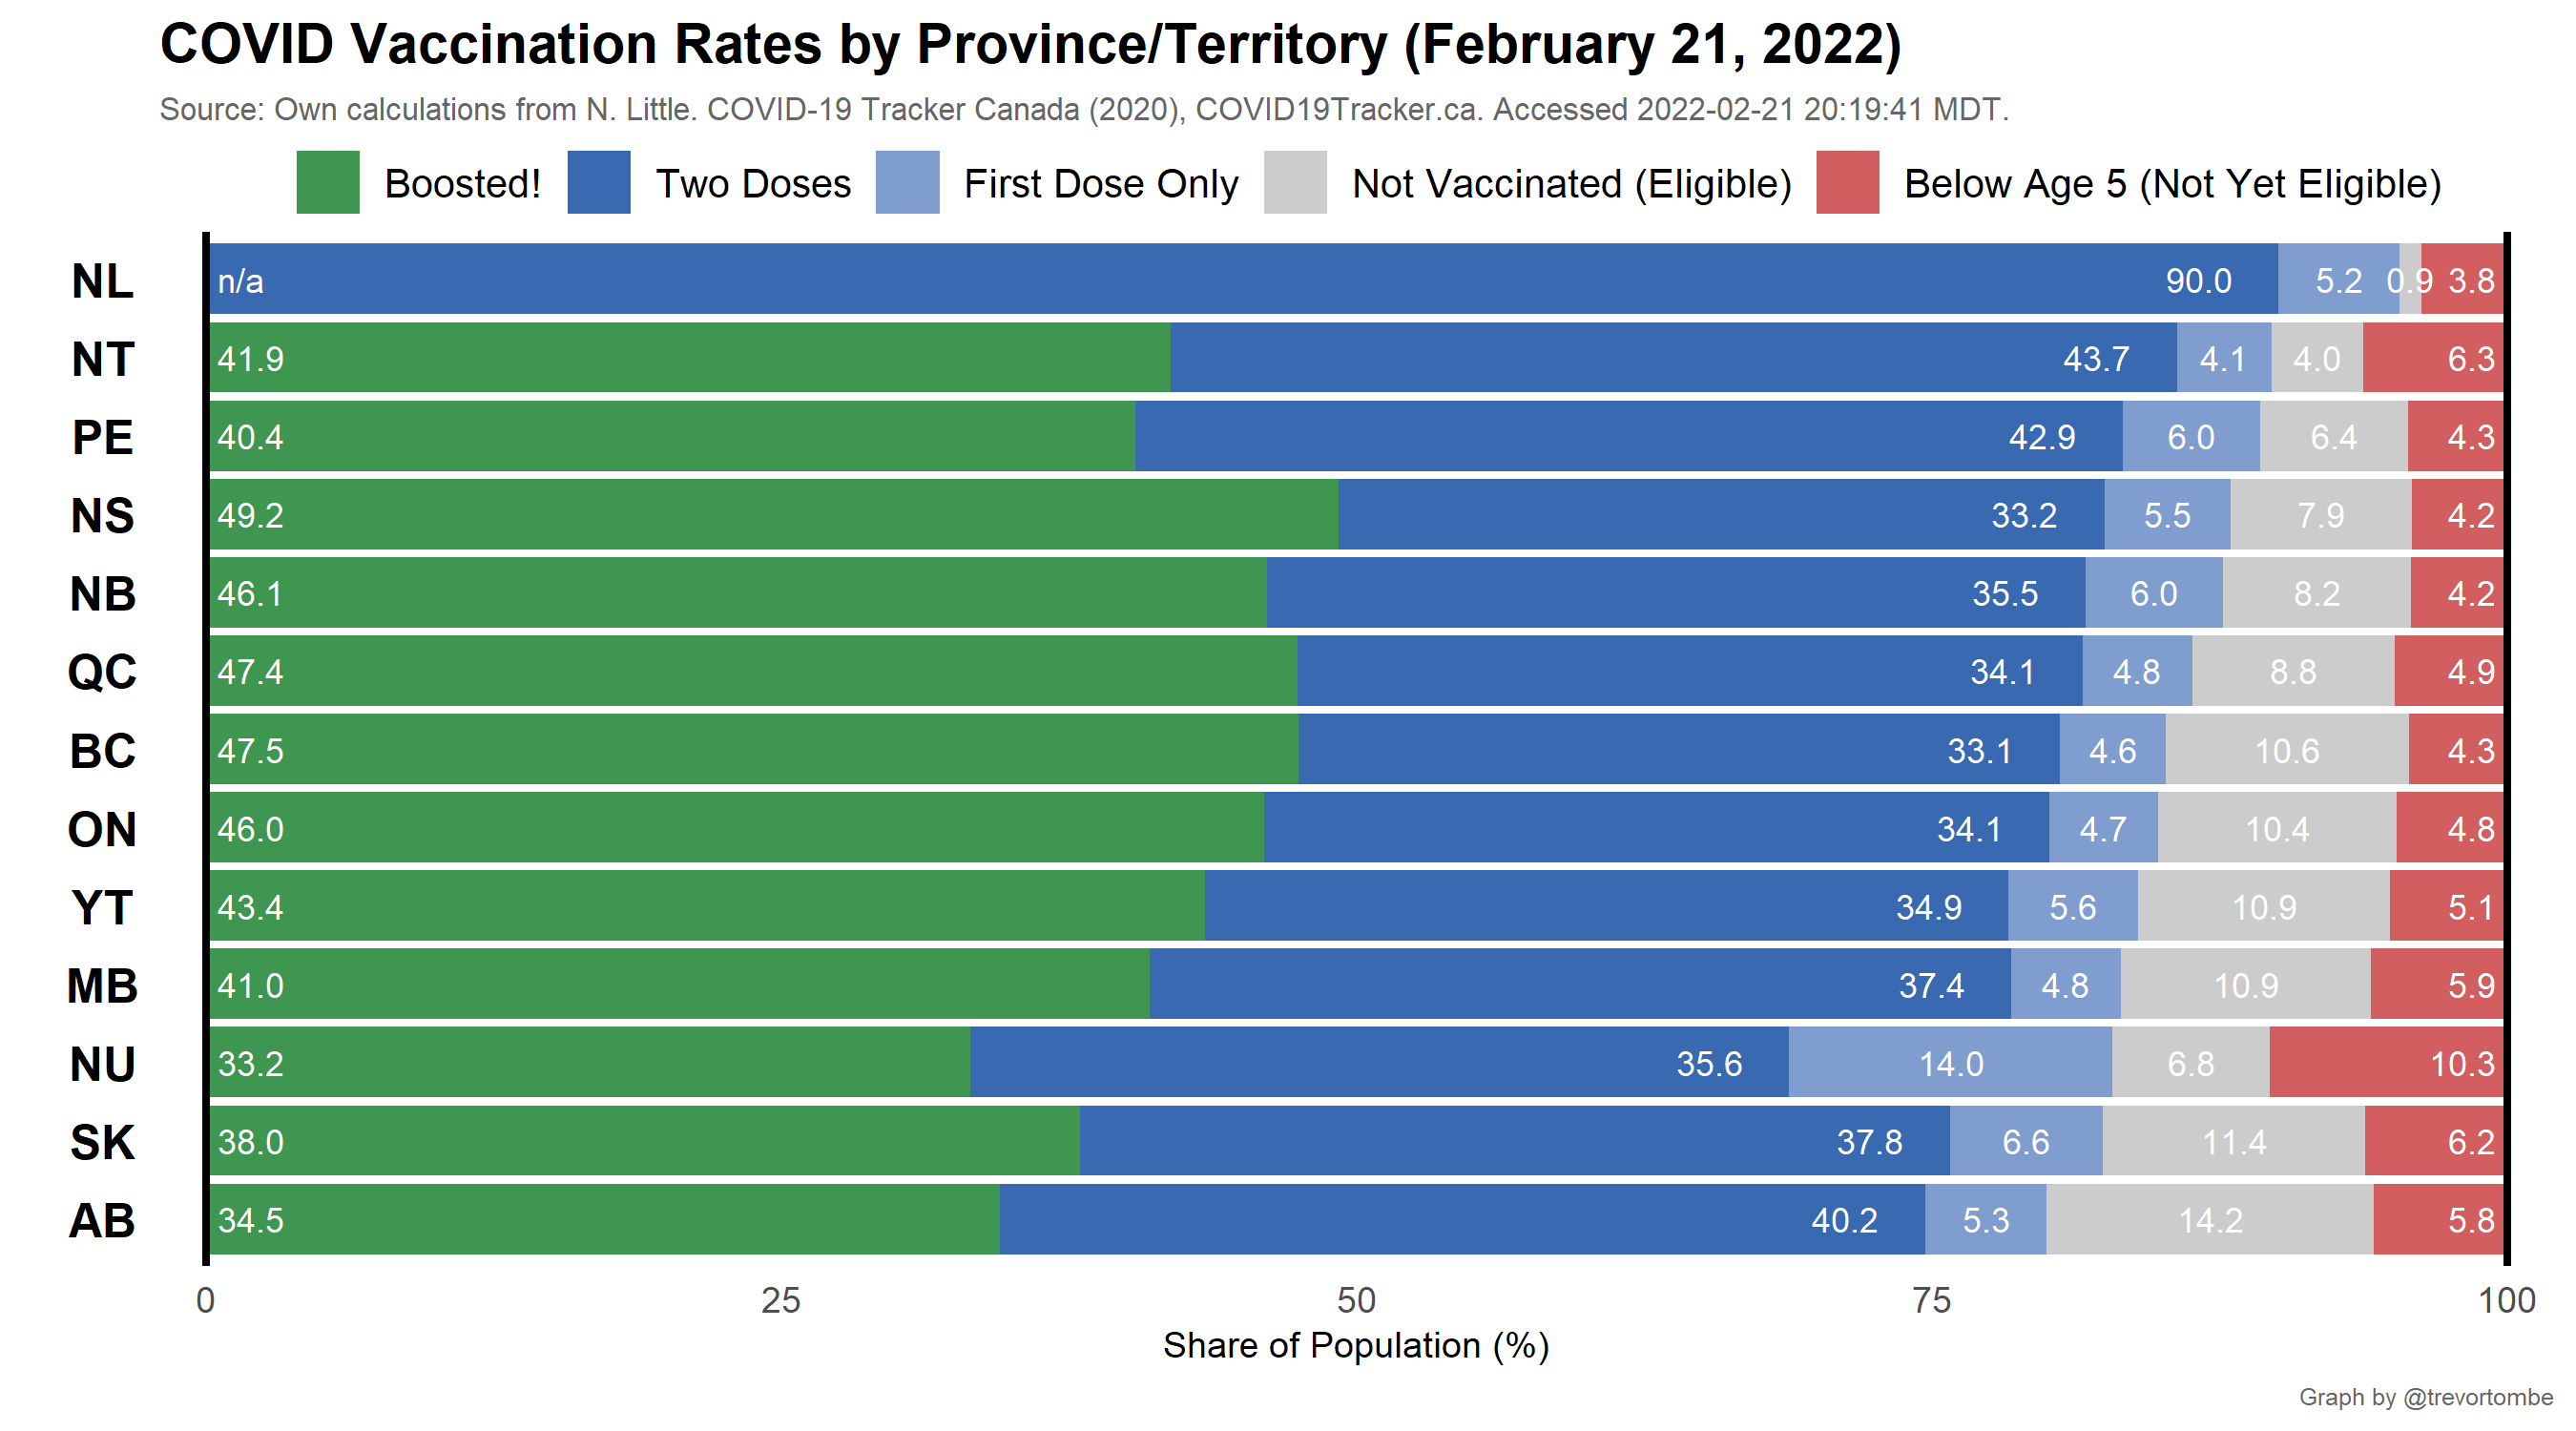 COVID Vaccination Rates by Province/Territory (February 21, 2022)
Source: Own calculations from N. Little. COVID-19 Tracker Canada (2020), COVID19Tracker.ca. Accessed 2022-02-21 20:19:41 MDT.
Boosted! Two Doses First Dose Only Not Vaccinated (Eligible) Below Age 5 (Not Yet Eligible)
NL n/a 90.0 5.2 0.9 3.8
NT 41.9 43.7 4.1 4.0 6.3
PE 40.4 42.9 6.0 6.4 4.3
NS 49.2 33.2 5.5 7.9 4.2
NB 46.1 35.5 6.0 8.2 4.2
QC 47.4 34.1 4.8 8.8 4.9
BC 47.5 33.1 4.6 10.6 4.3
ON 46.0 34.1 4.7 10.4 4.8
YT 43.4 34.9 5.6 10.9 5.1
MB 41.0 37.4 4.8 10.9 5.9
NU 33.2 35.6 14.0 6.8 10.3
SK 38.0 37.8 6.6 11.4 6.2
AB 34.5 40.2 5.3 14.2 5.8
0 25 50 75 100
Share of Population (%)
Graph by @trevortombe